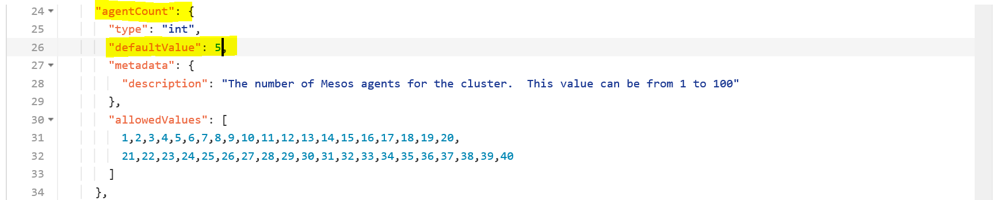 24 "agentCount": {
25 "type": "int",
26 "defaultValue": 5,
27 "metadata": {
28 "description": "The number of Mesos agents for the cluster.  This value can be from 1 to 100"
29 },
30 "allowedValues": [
31 1,2,3,4,5,6,7,8,9,10,11,12,13,14,15,16,17,18,19,20,
32 21,22,23,24,25,26,27,28,29,30,31,32,33,34,35,36,37,38,39,40
33 ]
34 },